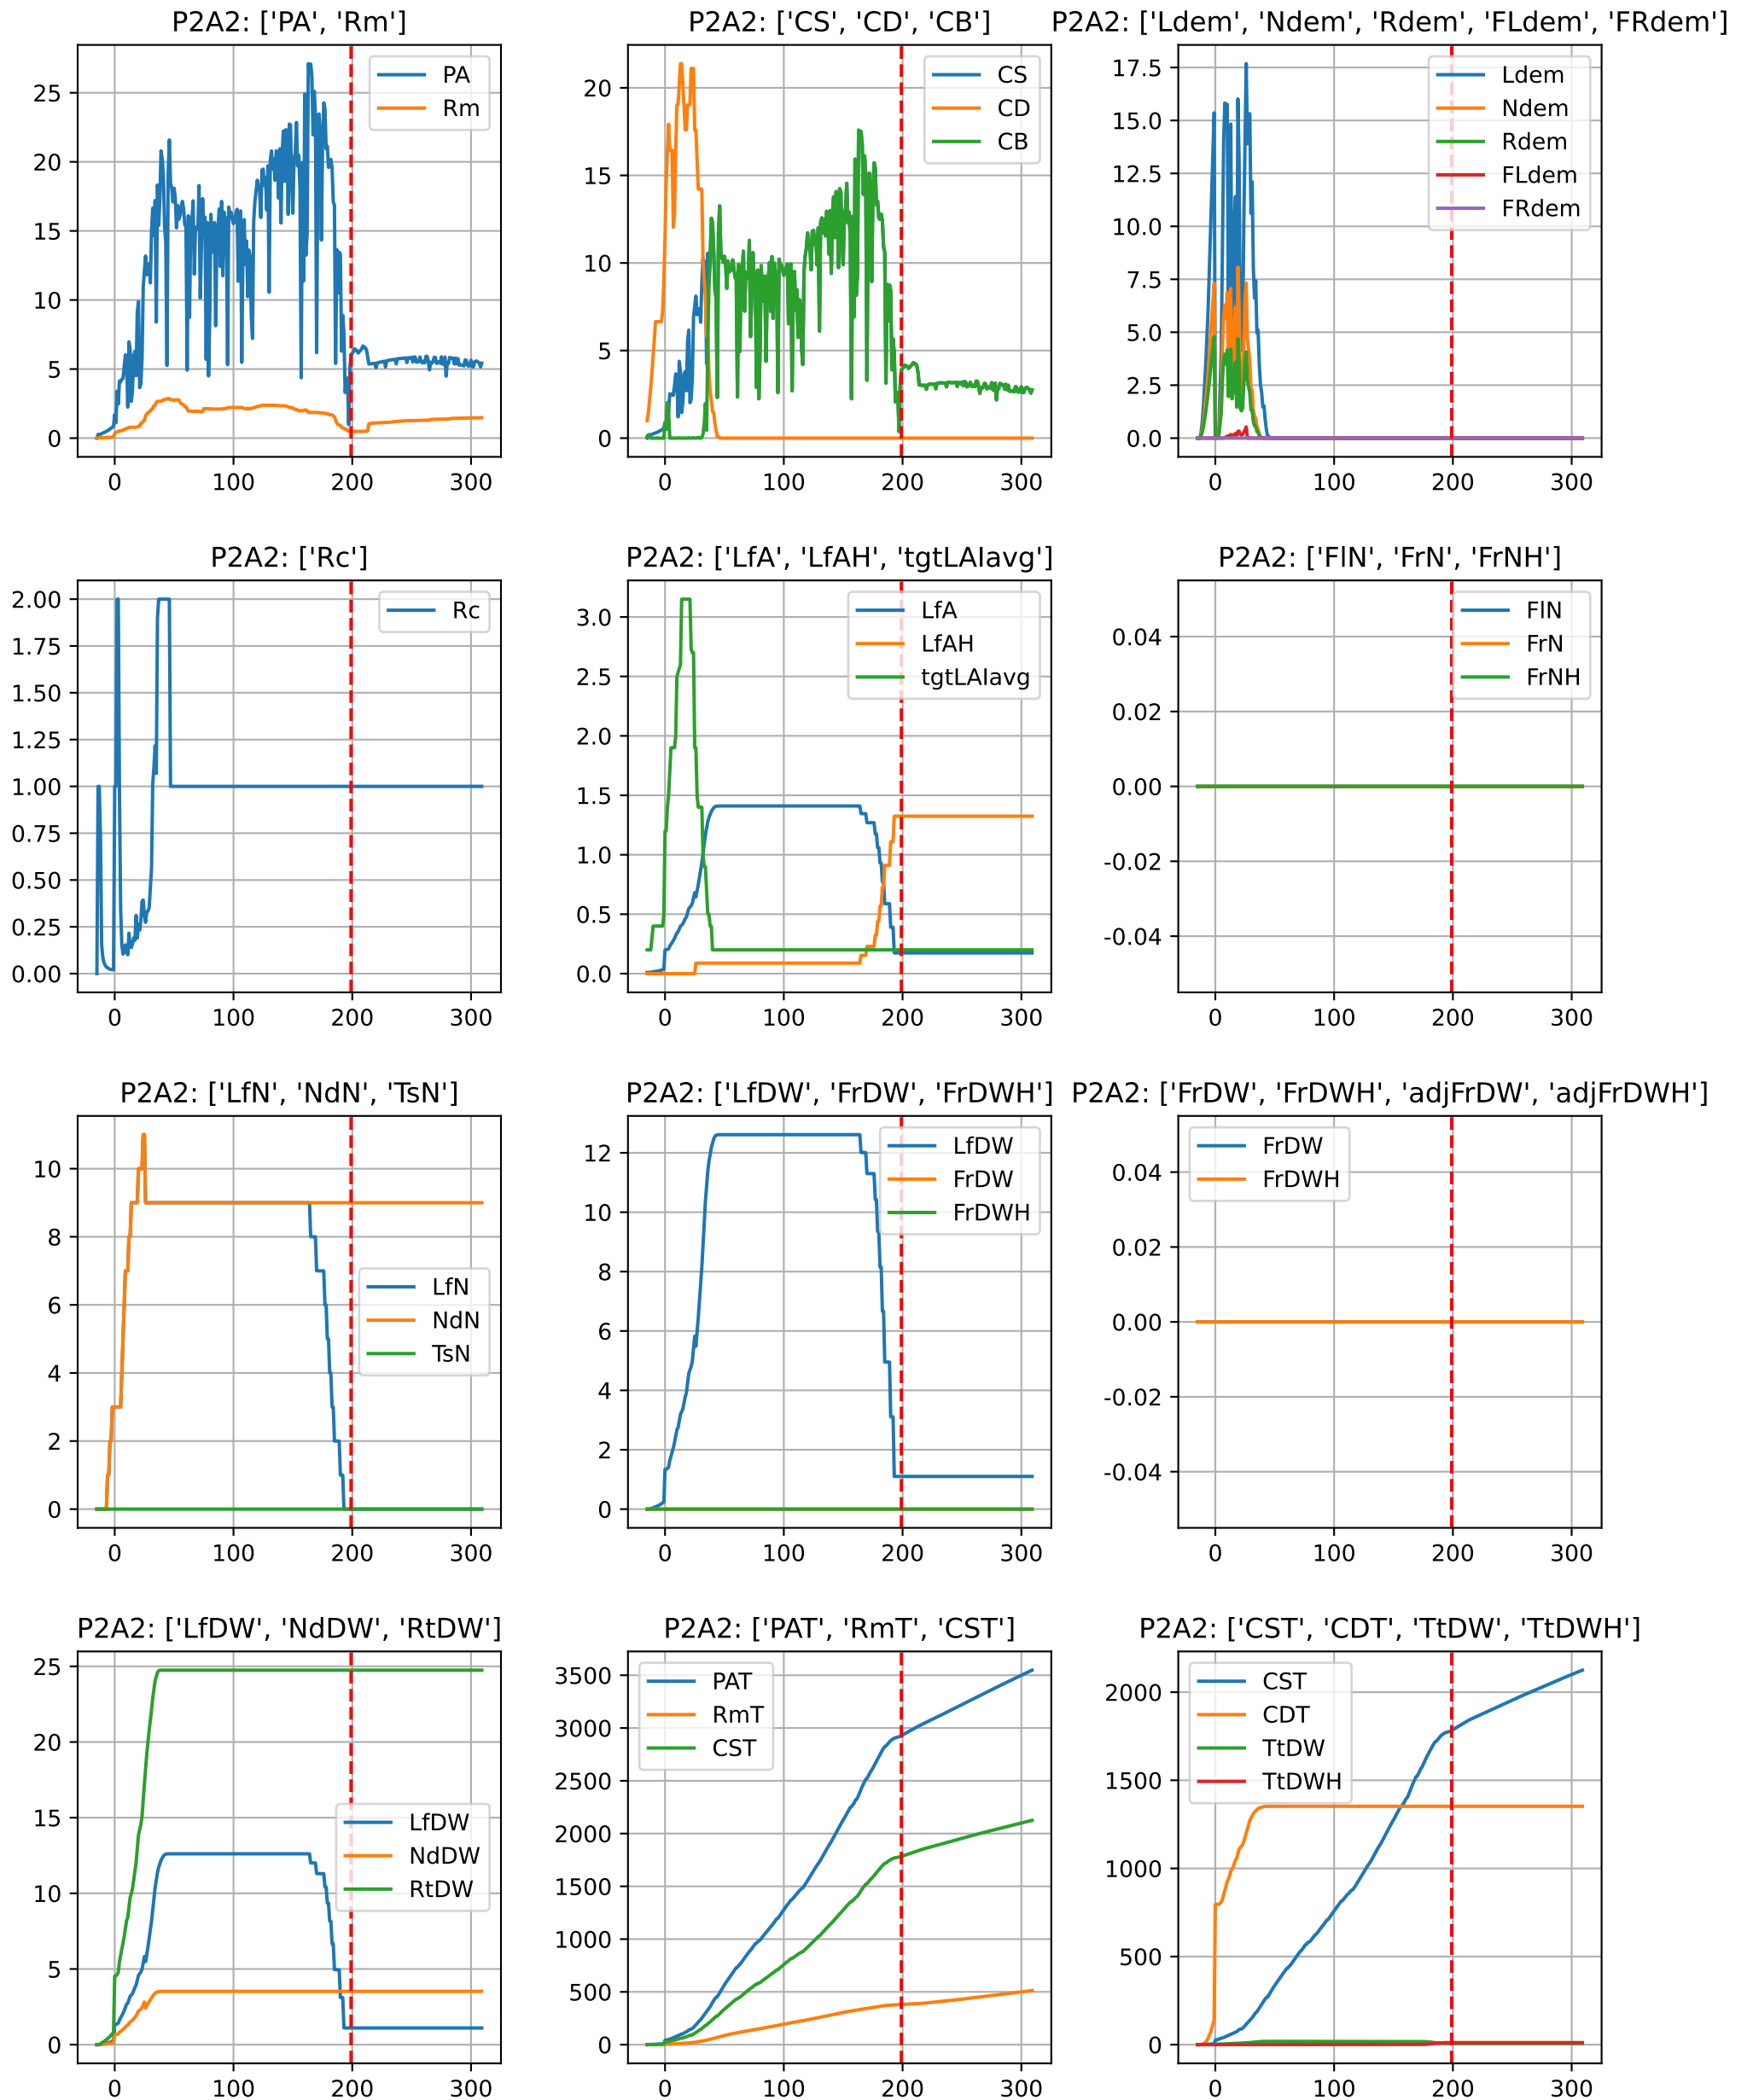 P2A2: ['PA', 'Rm']
PA
Rm
25
20
15
10
5
0
0 100 200 300
P2A2: ['CS', 'CD', 'CB']
CS
CD
CB
20
15
10
5
0
0 100 200 300
P2A2: ['Ldem', 'Ndem', 'Rdem', 'FLdem', 'FRdem']
Ldem
Ndem
Rdem
FLdem
FRdem
17.5
15.0
12.5
10.0
7.5
5.0
2.5
0.0
0 100 200 300
P2A2: ['Rc']
Rc
2.00
1.75
1.50
1.25
1.00
0.75
0.50
0.25
0.00
0 100 200 300
P2A2: ['LfA', 'LfAH', 'tgtLAIavg']
LfA
LfAH
tgtLAIavg
3.0
2.5
2.0
1.5
1.0
0.5
0.0
0 100 200 300
P2A2: ['FlN', 'FrN', 'FrNH']
FlN
FrN
FrNH
0.04
0.02
0.00
-0.02
-0.04
0 100 200 300
P2A2: ['LfN', 'NdN', 'TsN']
LfN
NdN
TsN
10
8
6
4
2
0
0 100 200 300
P2A2: ['LfDW', 'FrDW', 'FrDWH']
LfDW
FrDW
FrDWH
12
10
8
6
4
2
0
0 100 200 300
P2A2: ['FrDW', 'FrDWH', 'adjFrDW', 'adjFrDWH']
FrDW
FrDWH
0.04
0.02
0.00
-0.02
-0.04
0 100 200 300
P2A2: ['LfDW', 'NdDW', 'RtDW']
LfDW
NdDW
RtDW
25
20
15
10
5
0
0 100 200 300
P2A2: ['PAT', 'RmT', 'CST']
PAT
RmT
CST
3500
3000
2500
2000
1500
1000
500
0
0 100 200 300
P2A2: ['CST', 'CDT', 'TtDW', 'TtDWH']
CST
CDT
TtDW
TtDWH
2000
1500
1000
500
0
0 100 200 300